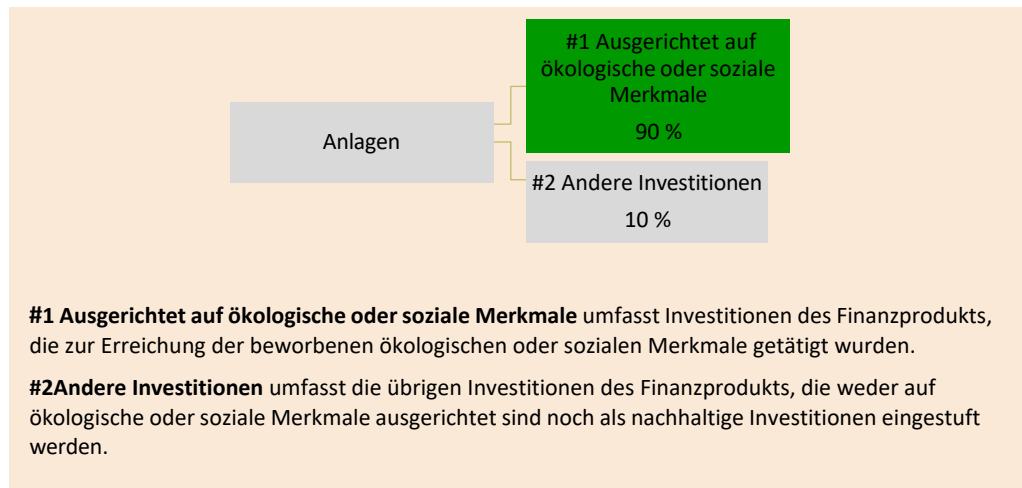 #1 Ausgerichtet auf
ökologische oder soziale
Merkmale
90 %
Anlagen
#2 Andere Investitionen
10 %
#1 Ausgerichtet auf ökologische oder soziale Merkmale umfasst Investitionen des Finanzprodukts,
die zur Erreichung der beworbenen ökologischen oder sozialen Merkmale getätigt wurden.
#2Andere Investitionen umfasst die übrigen Investitionen des Finanzprodukts, die weder auf
ökologische oder soziale Merkmale ausgerichtet sind noch als nachhaltige Investitionen eingestuft
werden.